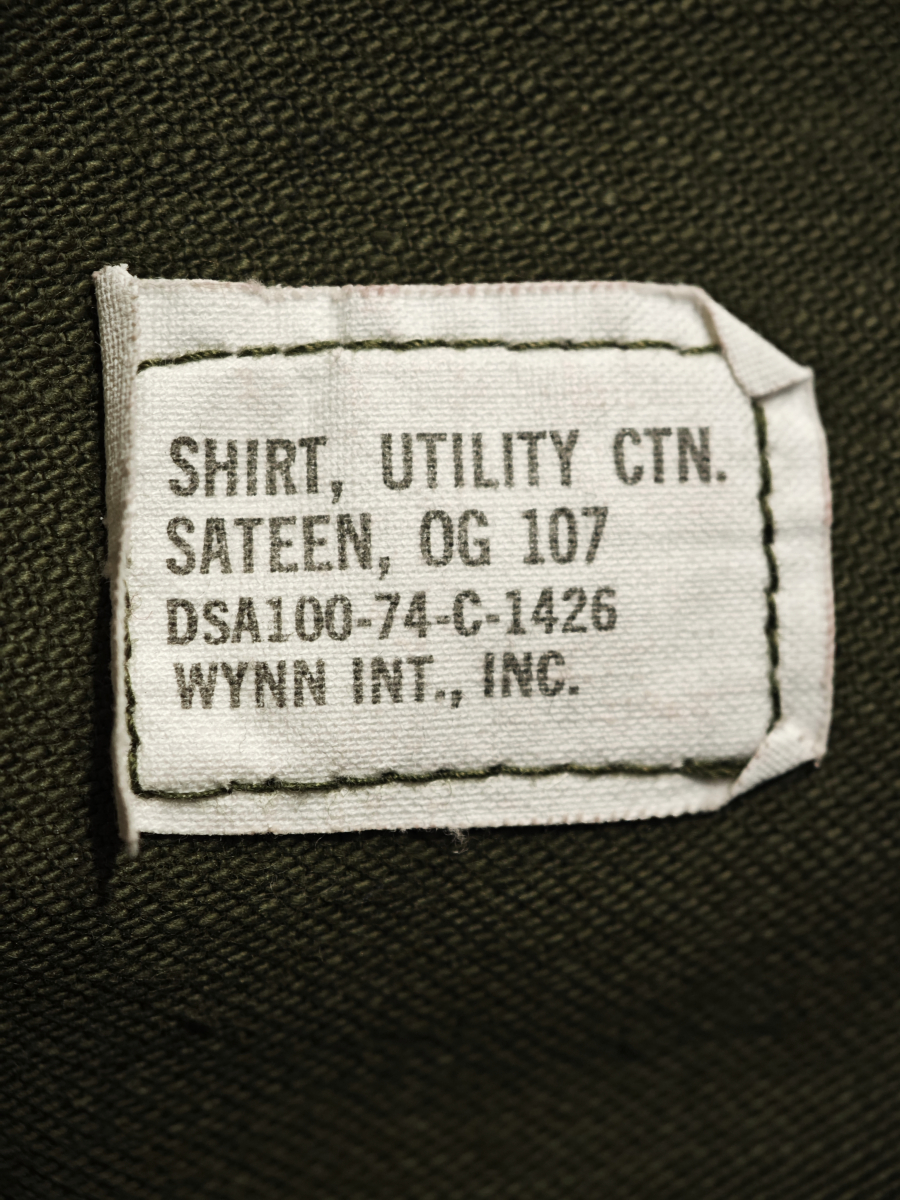 SHIRT, UTILITY CTN.
SATEEN, OG 107
DSA100-74-C-1426
WYNN INT., INC.